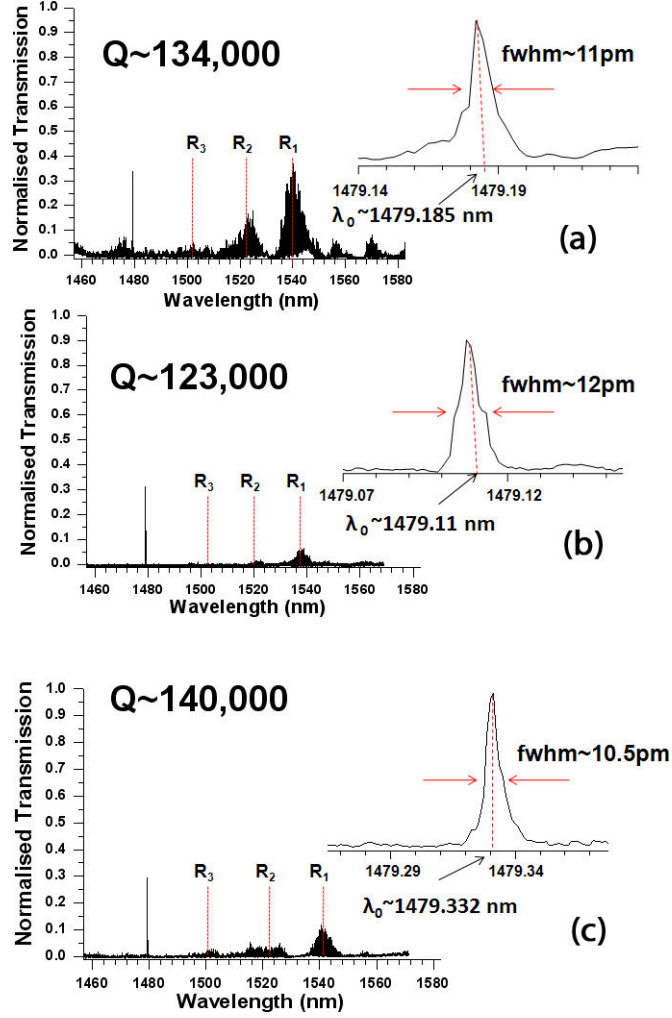 Q~134,000
fwhm~11pm
Normalised Transmission
1.0
0.9
0.8
0.7
0.6
0.5
0.4
0.3
0.2
0.1
0.0
R3 R2 R1
1479.14 1479.19
λ0~1479.185 nm
1460 1480 1500 1520 1540 1560 1580
Wavelength (nm)
(a)
Q~123,000
fwhm~12pm
Normalised Transmission
1.0
0.9
0.8
0.7
0.6
0.5
0.4
0.3
0.2
0.1
0.0
R3 R2 R1
1479.07 1479.12
λ0~1479.11 nm
1460 1480 1500 1520 1540 1560 1580
Wavelength (nm)
(b)
Q~140,000
fwhm~10.5pm
Normalised Transmission
1.0
0.9
0.8
0.7
0.6
0.5
0.4
0.3
0.2
0.1
0.0
R3 R2 R1
1479.29 1479.34
λ0~1479.332 nm
1460 1480 1500 1520 1540 1560 1580
Wavelength (nm)
(c)